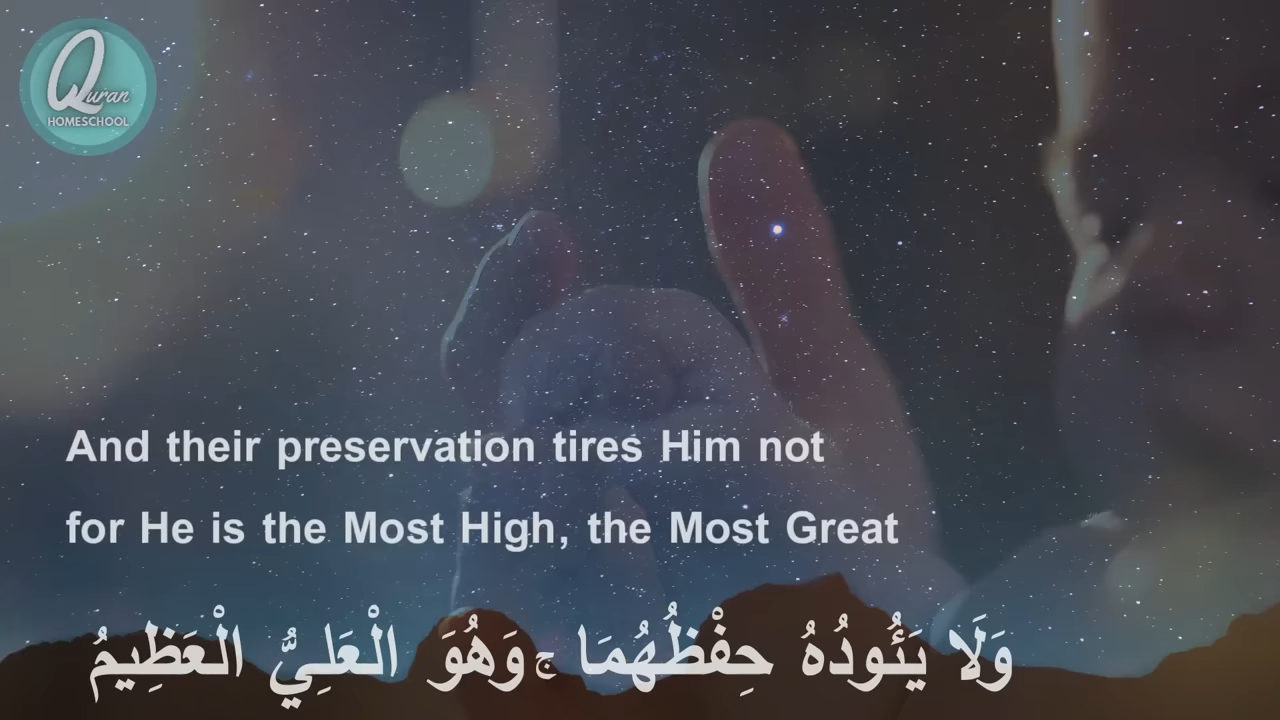 Quran
HOMESCHOOL
And their preservation tires Him not
for He is the Most High, the Most Great
وَلَا يَئُودُهُ حِفْظُهُمَا ۚ وَهُوَ الْعَلِيُّ الْعَظِيمُ